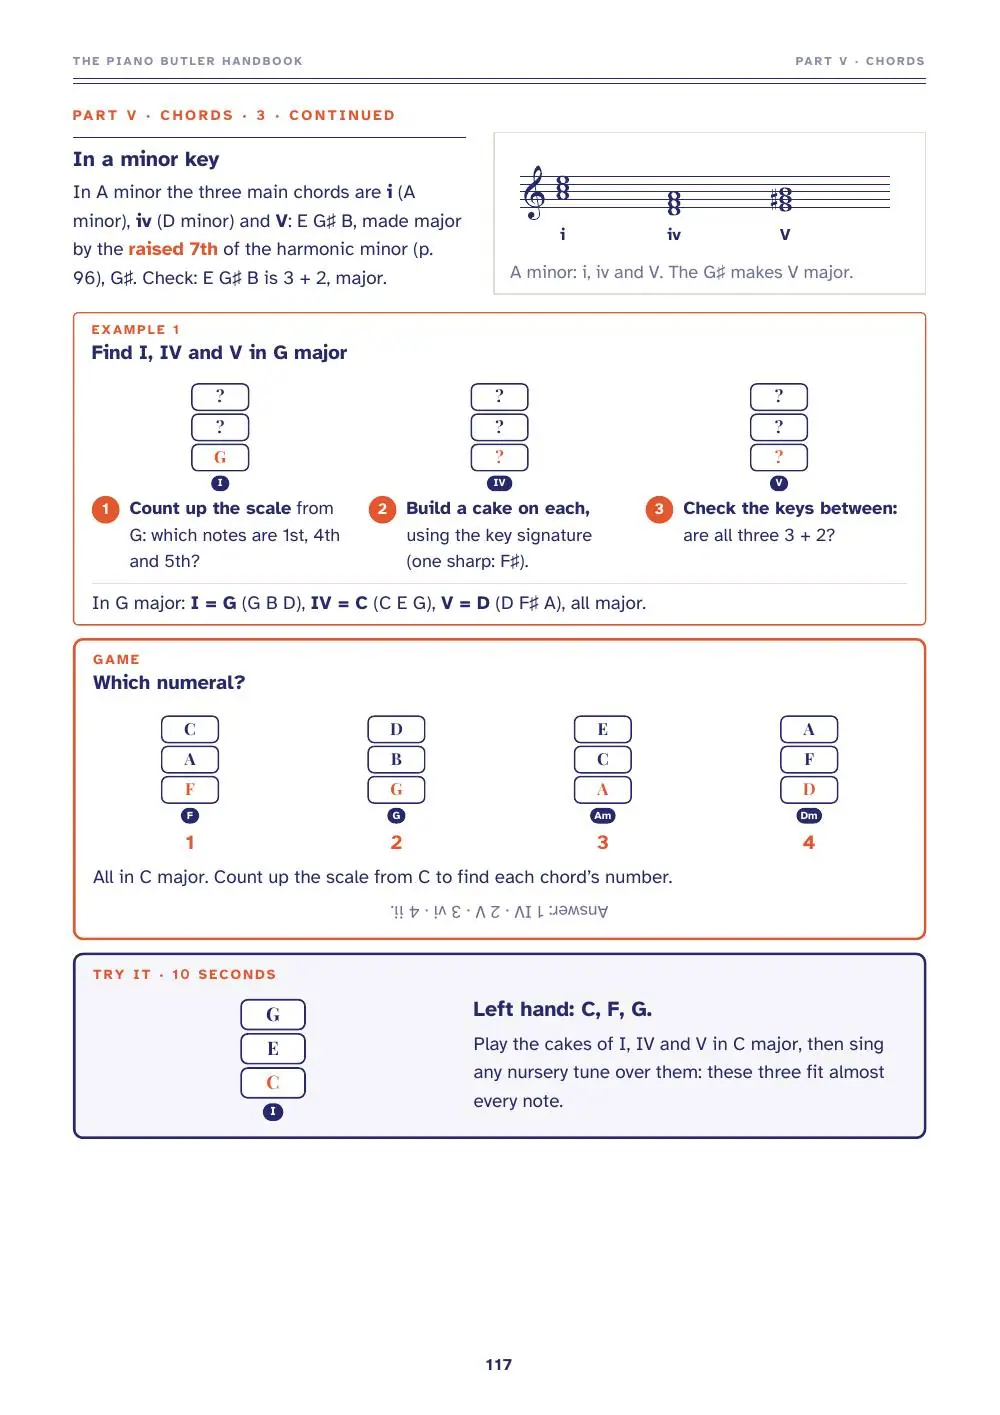 THE PIANO BUTLER HANDBOOK
PART V · CHORDS
PART V · CHORDS · 3 · CONTINUED
In a minor key
In A minor the three main chords are i (A
minor), iv (D minor) and V: E G♯ B, made major
by the raised 7th of the harmonic minor (p.
96), G♯. Check: E G♯ B is 3 + 2, major.
i iv V
A minor: i, iv and V. The G♯ makes V major.
EXAMPLE 1
Find I, IV and V in G major
? ? ?
? ? ?
G ? ?
I IV V
1 Count up the scale from
G: which notes are 1st, 4th
and 5th?
2 Build a cake on each,
using the key signature
(one sharp: F♯).
3 Check the keys between:
are all three 3 + 2?
In G major: I = G (G B D), IV = C (C E G), V = D (D F♯ A), all major.
GAME
Which numeral?
C D E A
A B C F
F G A D
F G Am Dm
1 2 3 4
All in C major. Count up the scale from C to find each chord’s number.
Answer: 1 IV · 2 V · 3 vi · 4 ii.
TRY IT · 10 SECONDS
G
E
C
I
Left hand: C, F, G.
Play the cakes of I, IV and V in C major, then sing
any nursery tune over them: these three fit almost
every note.
117